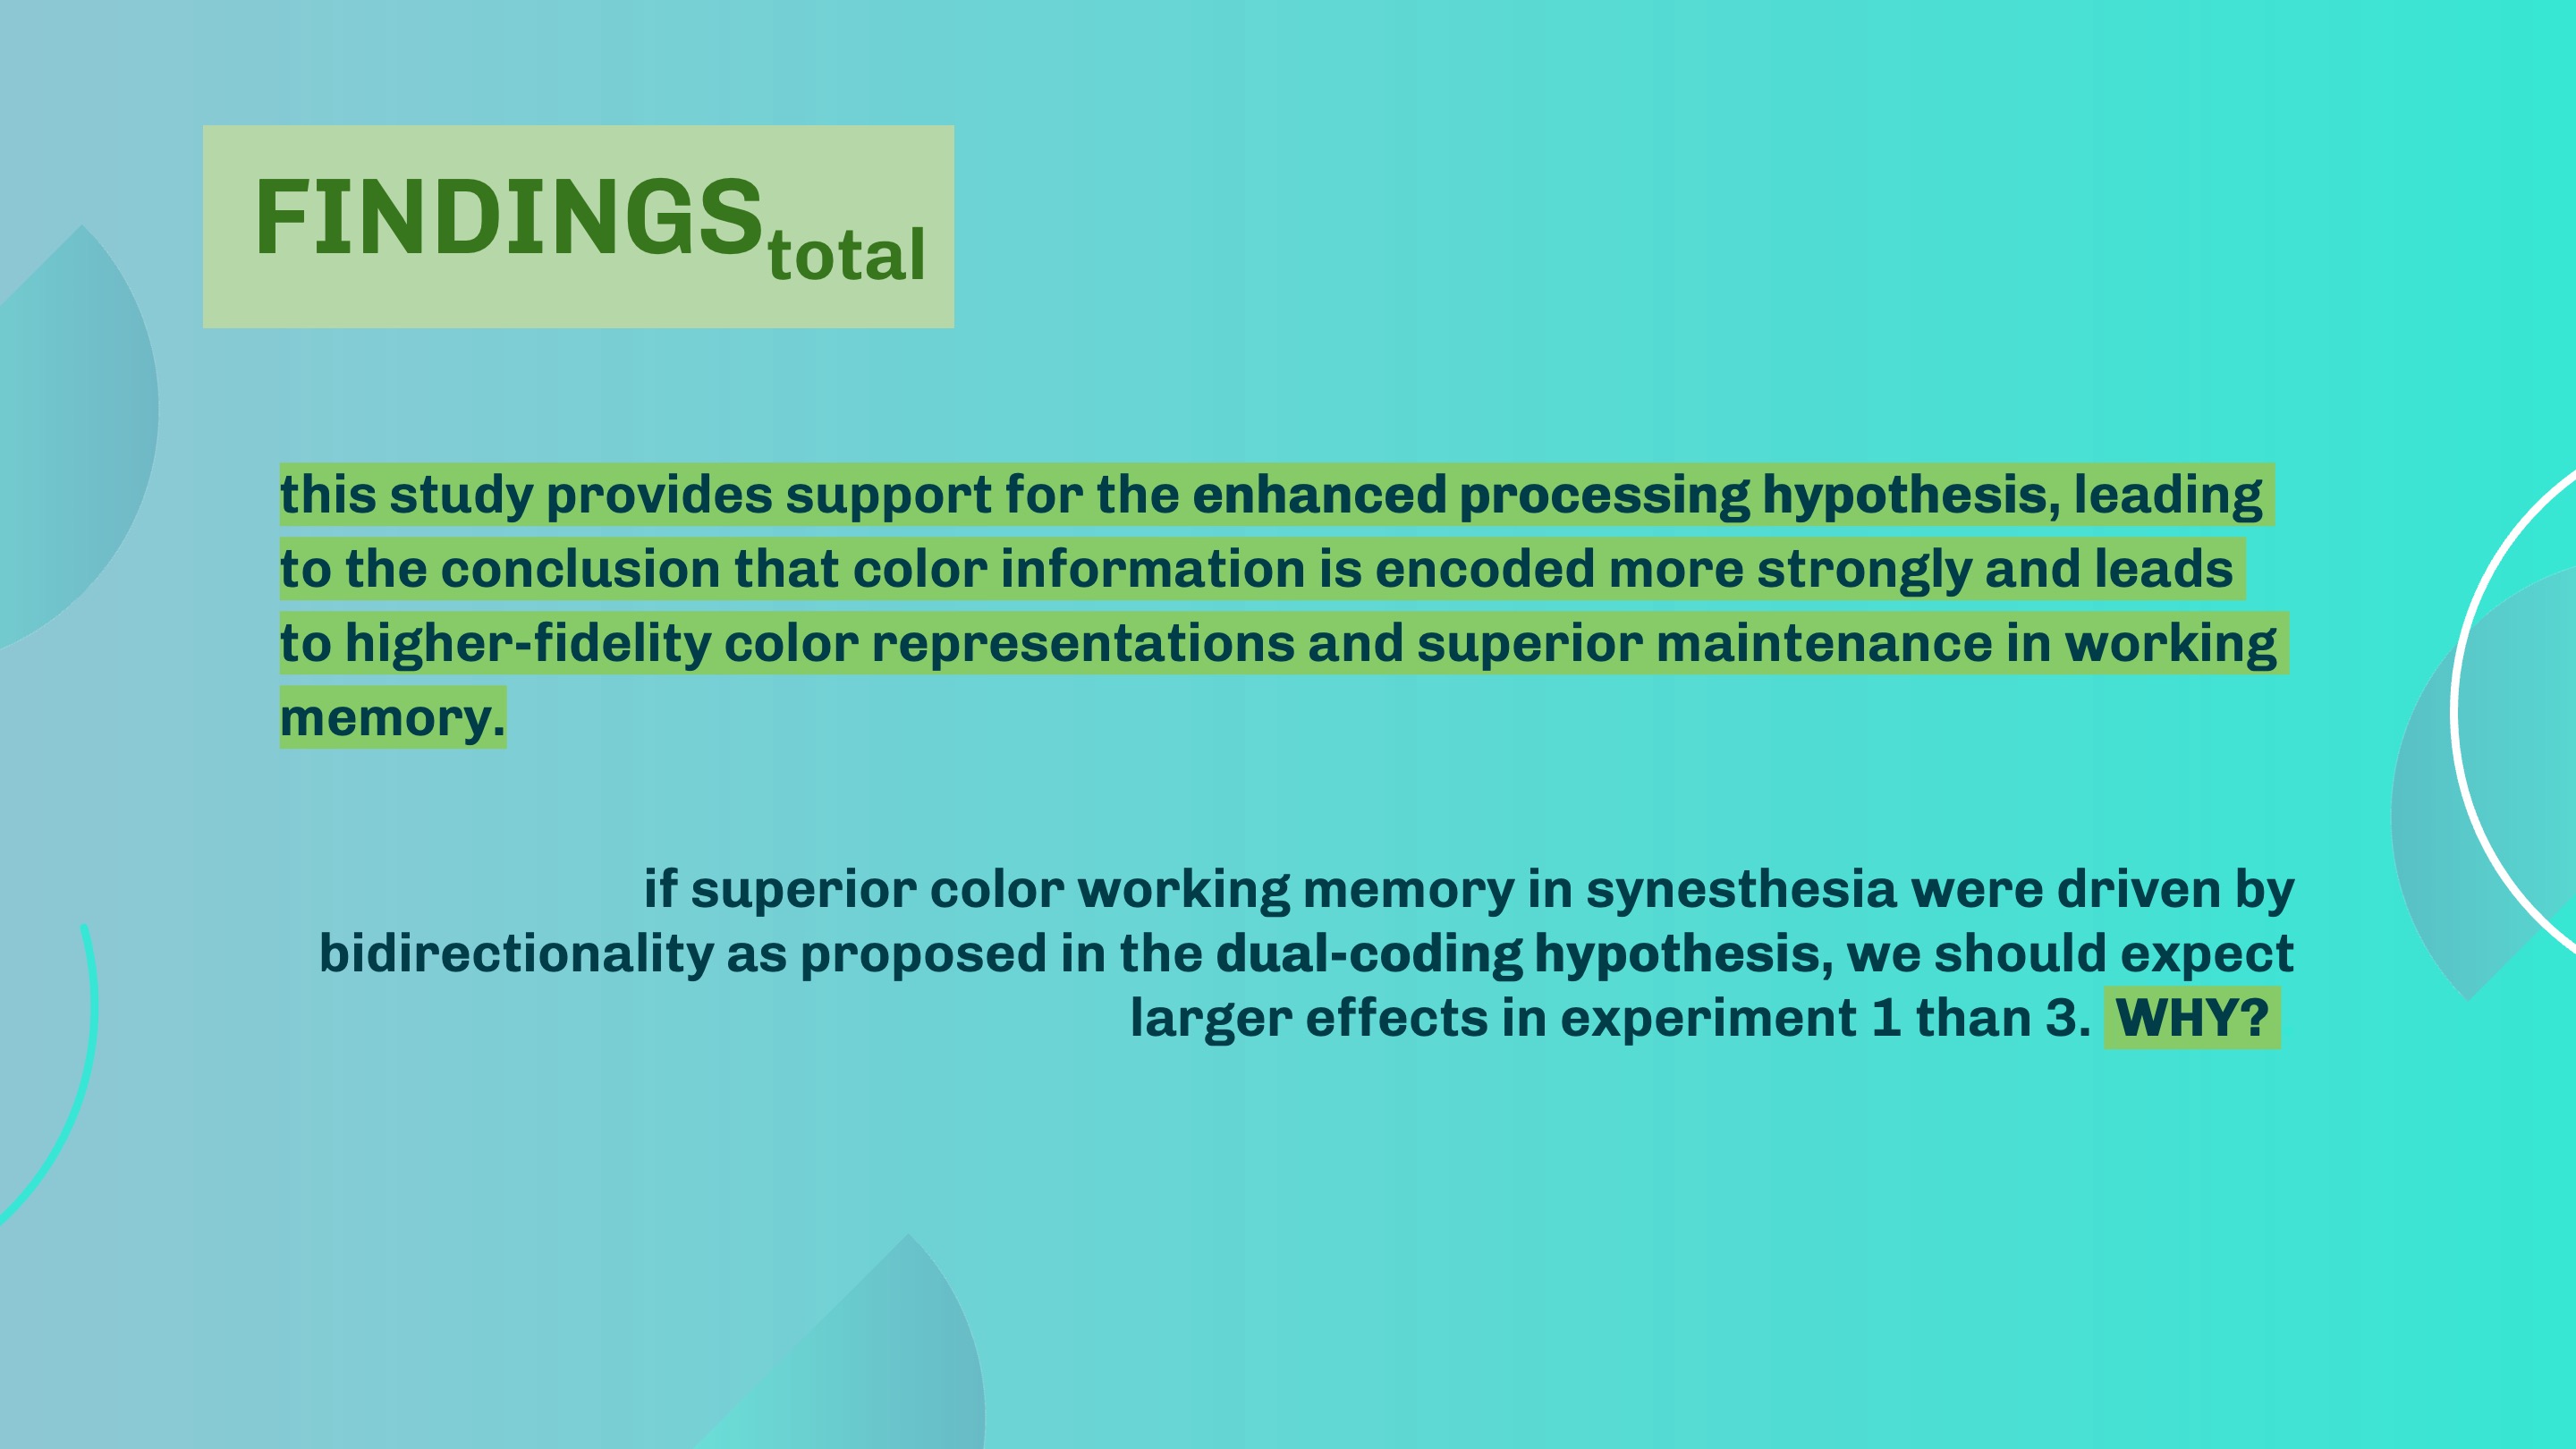 FINDINGS total
this study provides support for the enhanced processing hypothesis, leading
to the conclusion that color information is encoded more strongly and leads
to higher-fidelity color representations and superior maintenance in working
memory.
if superior color working memory in synesthesia were driven by
bidirectionality as proposed in the dual-coding hypothesis, we should expect
larger effects in experiment 1 than 3. WHY?